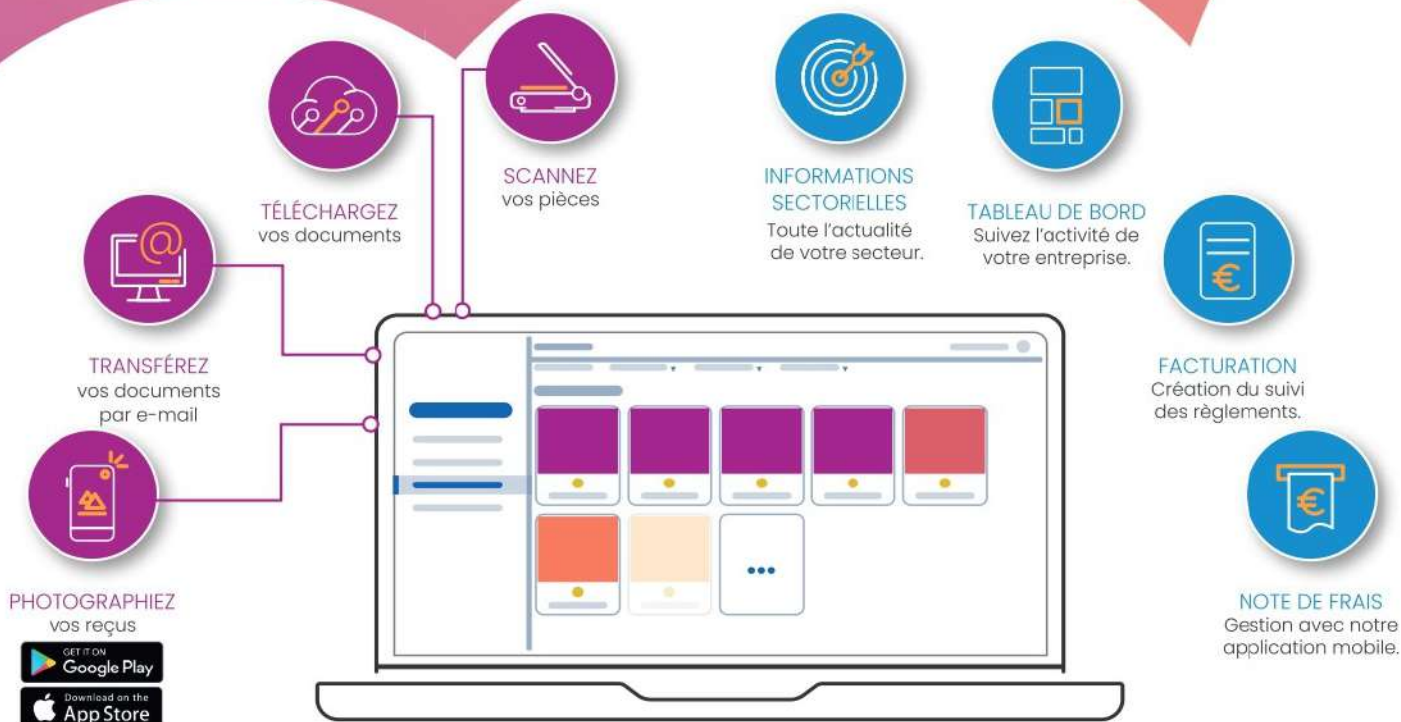 SCANNEZ
vos pièces
TÉLÉCHARGEZ
vos documents
TRANSFÉREZ
vos documents
par e-mail
PHOTOGRAPHIEZ
vos reçus
GET IT ON
Google Play
Download on the
App Store
INFORMATIONS
SECTORIELLES
Toute l'actualité
de votre secteur.
TABLEAU DE BORD
Suivez l'activité de
votre entreprise.
FACTURATION
Création du suivi
des règlements.
NOTE DE FRAIS
Gestion avec notre
application mobile.